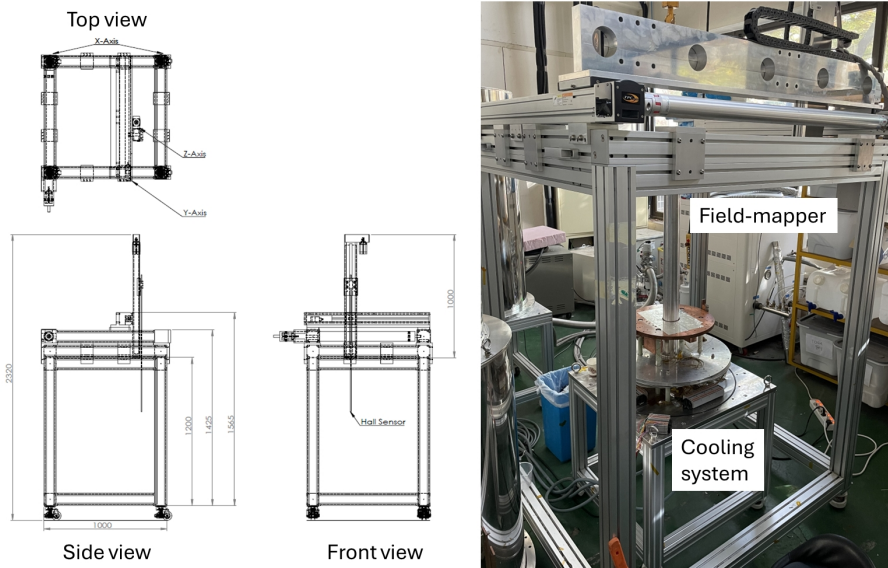 Top view
X-Axis
Z-Axis
Y-Axis
2320
1000
1200
1425
1565
Side view
1000
Hall Sensor
Front view
Field-mapper
Cooling
system